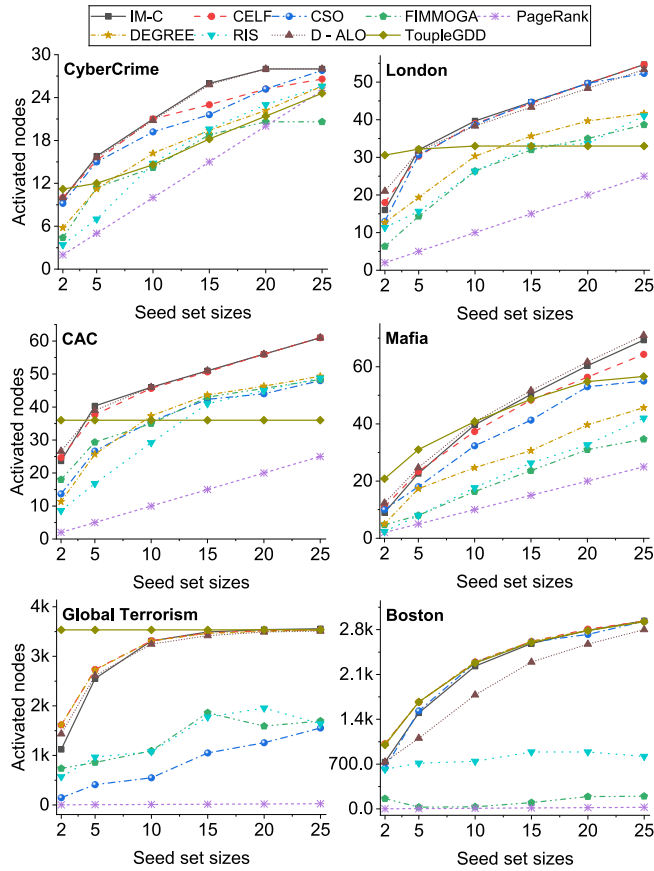 IM-C CELF CSO FIMMOGA PageRank
DEGREE RIS D - ALO ToupleGDD
CyberCrime
Activated nodes
30
24
18
12
6
0
2 5 10 15 20 25
Seed set sizes
London
Activated nodes
50
40
30
20
10
0
2 5 10 15 20 25
Seed set sizes
CAC
Activated nodes
60
50
40
30
20
10
0
2 5 10 15 20 25
Seed set sizes
Mafia
Activated nodes
60
40
20
0
2 5 10 15 20 25
Seed set sizes
Global Terrorism
Activated nodes
4k
3k
2k
1k
0
2 5 10 15 20 25
Seed set sizes
Boston
Activated nodes
2.8k
2.1k
1.4k
700.0
0.0
2 5 10 15 20 25
Seed set sizes